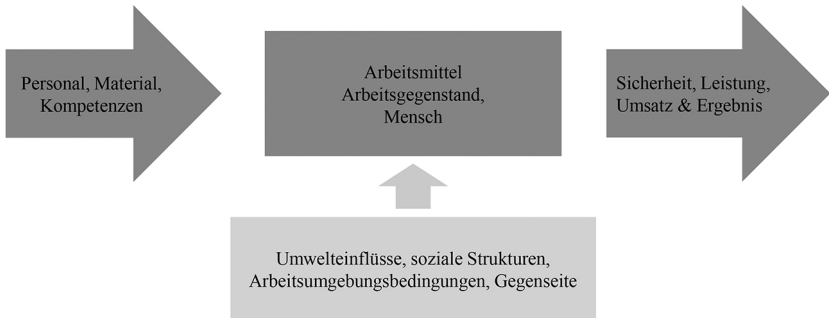 Personal, Material,
Kompetenzen
Arbeitsmittel
Arbeitsgegenstand,
Mensch
Sicherheit, Leistung,
Umsatz & Ergebnis
Umwelteinflüsse, soziale Strukturen,
Arbeitsumgebungsbedingungen, Gegenseite